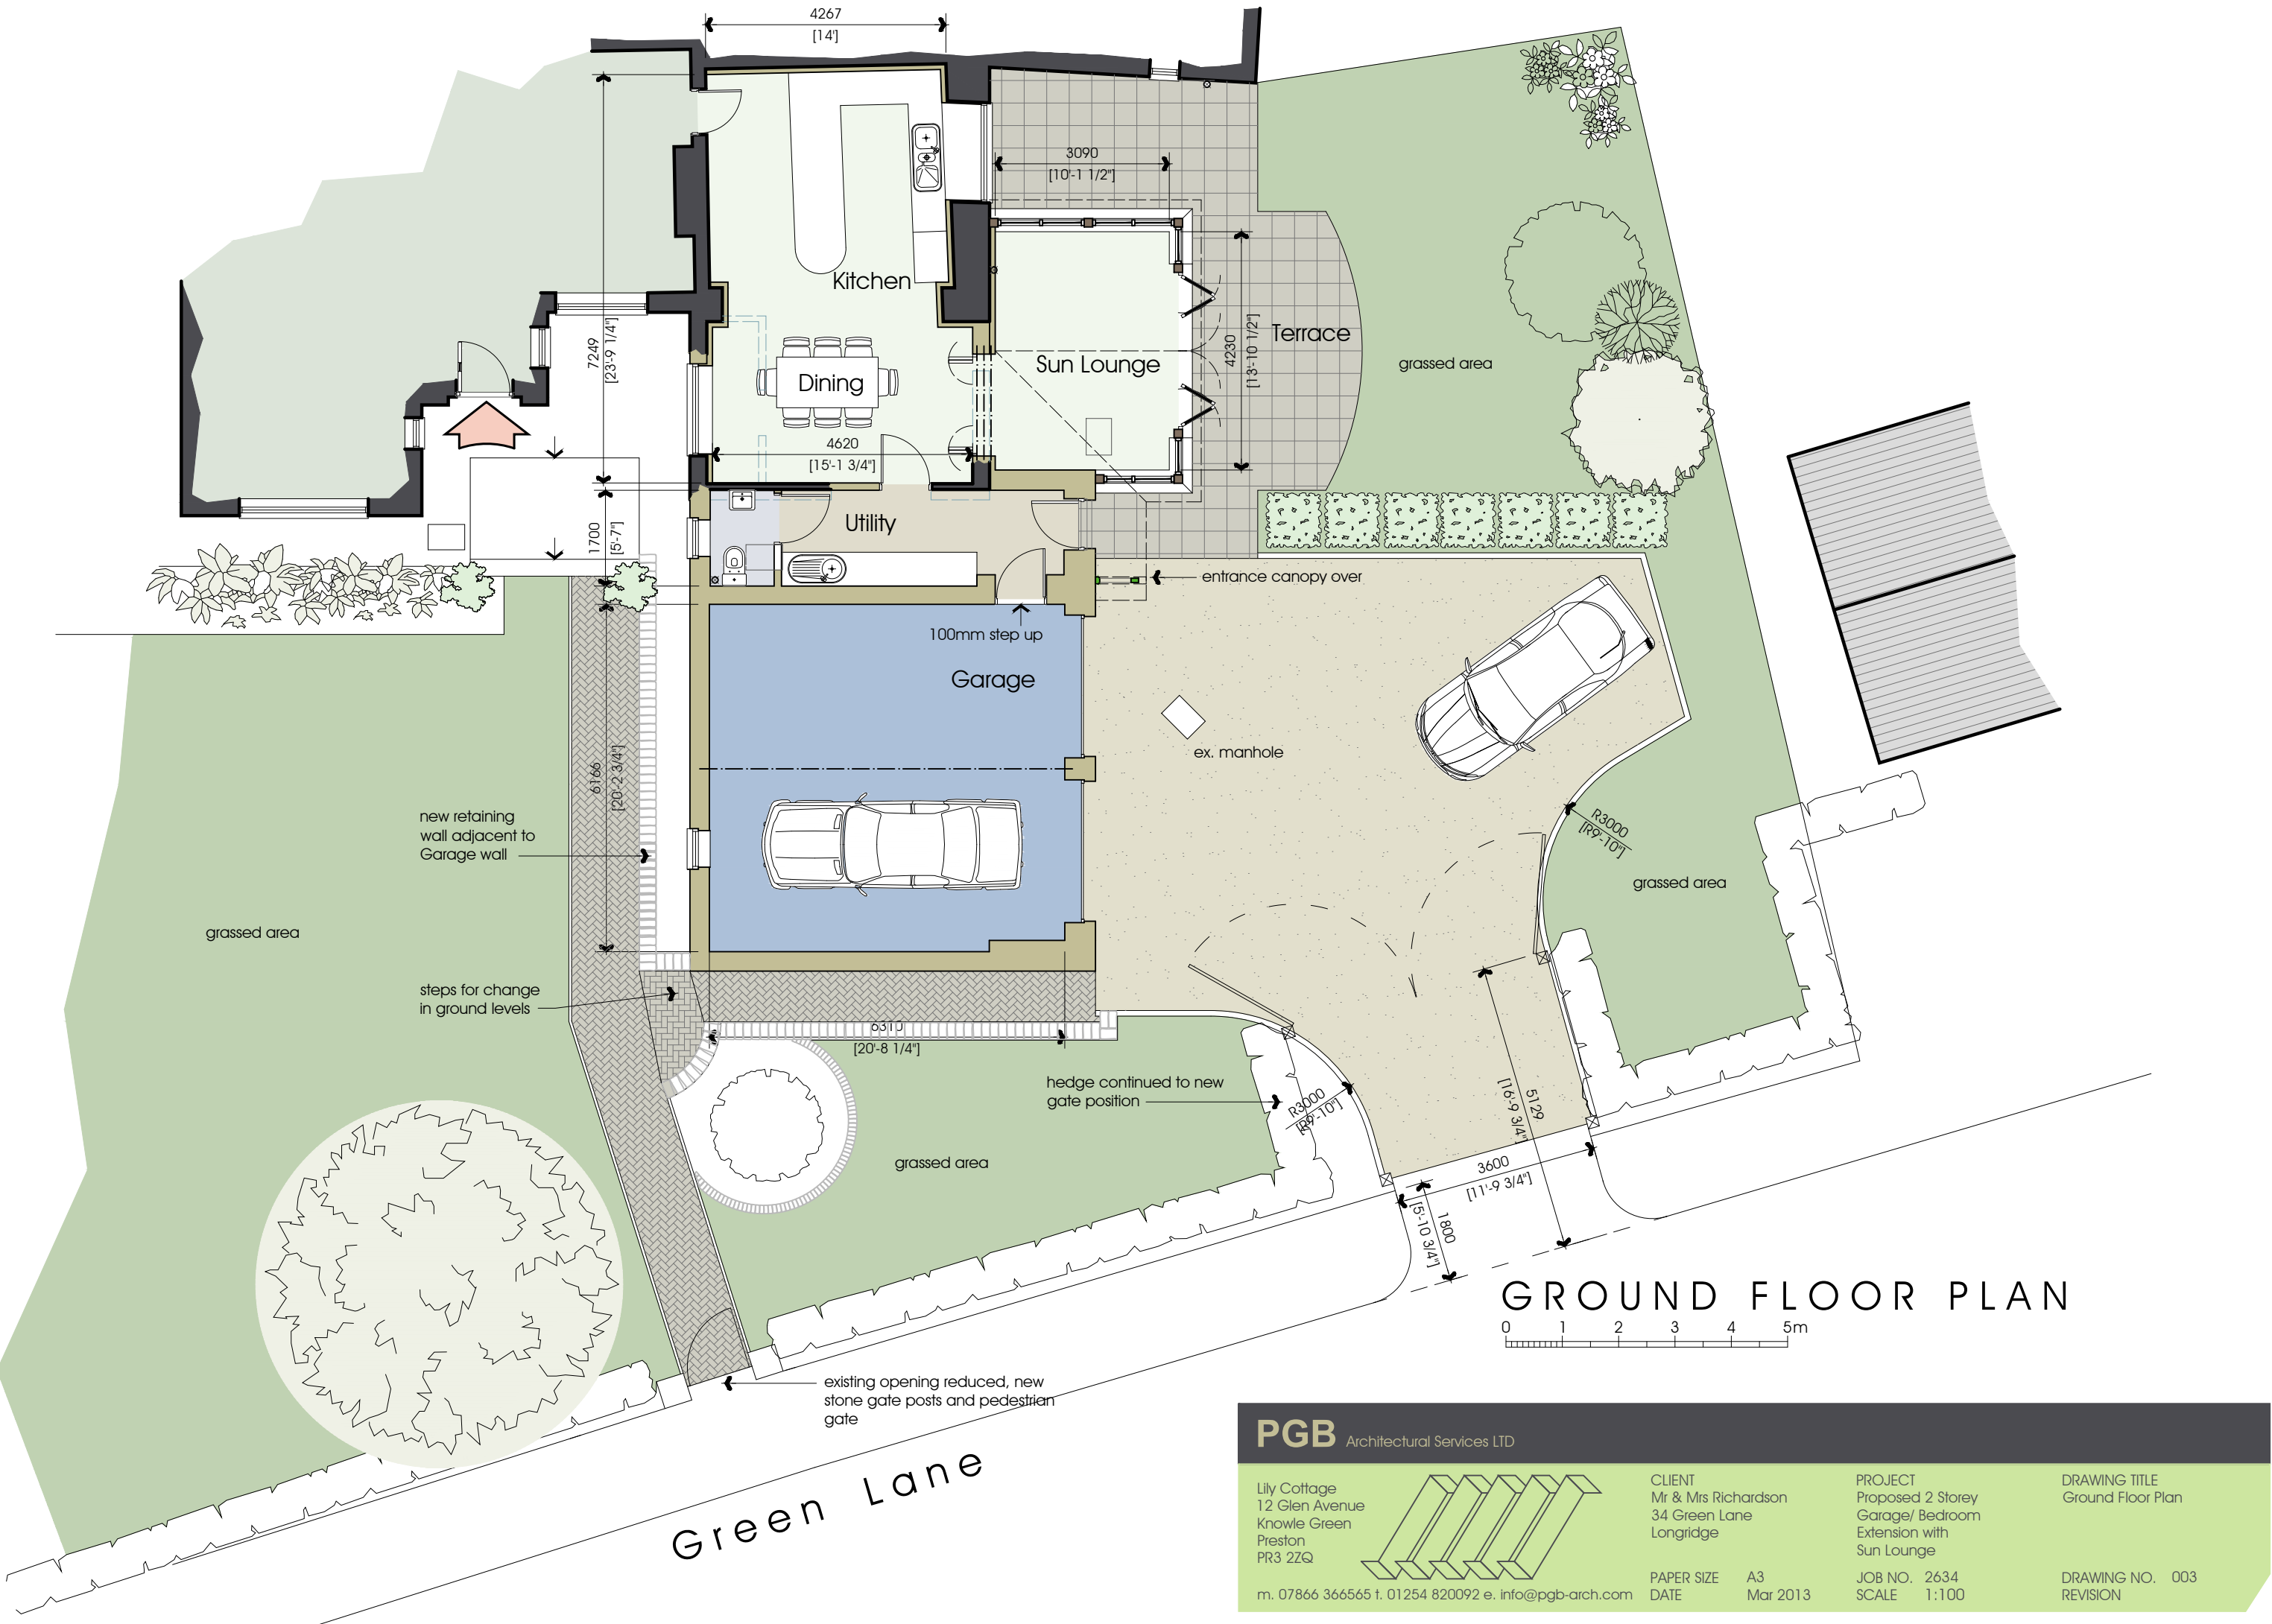 4267
[14']
3090
[10'-1 1/2"]
Kitchen
7249
[23'-9 1/4"]
Dining
Sun Lounge
4230
[13'-10 1/2"]
Terrace
grassed area
4620
[15'-1 3/4"]
1700
[5'-7"]
Utility
entrance canopy over
100mm step up
Garage
ex. manhole
6166
[20'-2 3/4"]
new retaining
wall adjacent to
Garage wall
R3000
[R9'-10"]
grassed area
grassed area
steps for change
in ground levels
6310
[20'-8 1/4"]
hedge continued to new
gate position
R3000
[R9'-10"]
5129
[16'-9 3/4"]
grassed area
3600
[11'-9 3/4"]
1800
[5'-10 3/4"]
GROUND FLOOR PLAN
0 1 2 3 4 5m
existing opening reduced, new
stone gate posts and pedestrian
gate
Green Lane
PGB Architectural Services LTD
Lily Cottage
12 Glen Avenue
Knowle Green
Preston
PR3 2ZQ
m. 07866 366565 t. 01254 820092 e. info@pgb-arch.com
CLIENT
Mr & Mrs Richardson
34 Green Lane
Longridge
PAPER SIZE A3
DATE Mar 2013
PROJECT
Proposed 2 Storey
Garage/ Bedroom
Extension with
Sun Lounge
JOB NO. 2634
SCALE 1:100
DRAWING TITLE
Ground Floor Plan
DRAWING NO. 003
REVISION